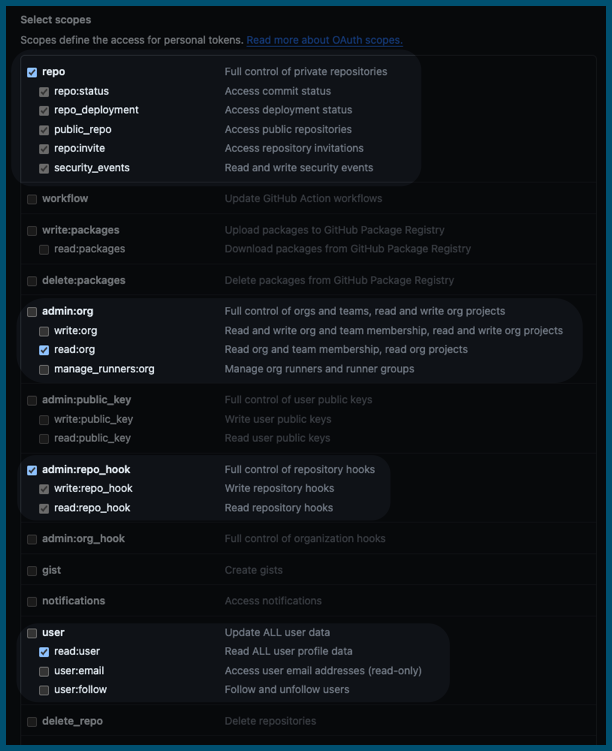 Select scopes
Scopes define the access for personal tokens. Read more about OAuth scopes.
repo Full control of private repositories
repo:status Access commit status
repo_deployment Access deployment status
public_repo Access public repositories
repo:invite Access repository invitations
security_events Read and write security events
workflow Update GitHub Action workflows
write:packages Upload packages to GitHub Package Registry
read:packages Download packages from GitHub Package Registry
delete:packages Delete packages from GitHub Package Registry
admin:org Full control of orgs and teams, read and write org projects
write:org Read and write org and team membership, read and write org projects
read:org Read org and team membership, read org projects
manage_runners:org Manage org runners and runner groups
admin:public_key Full control of user public keys
write:public_key Write user public keys
read:public_key Read user public keys
admin:repo_hook Full control of repository hooks
write:repo_hook Write repository hooks
read:repo_hook Read repository hooks
admin:org_hook Full control of organization hooks
gist Create gists
notifications Access notifications
user Update ALL user data
read:user Read ALL user profile data
user:email Access user email addresses (read-only)
user:follow Follow and unfollow users
delete_repo Delete repositories